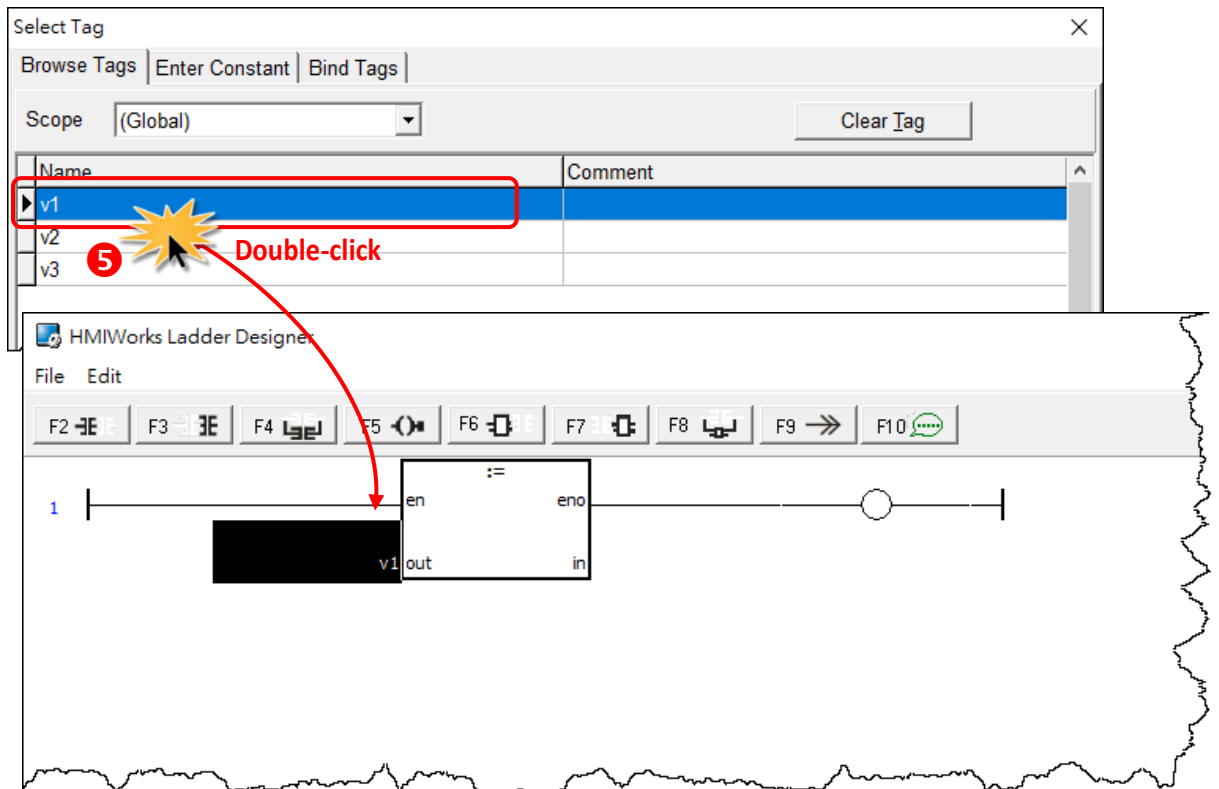 Select Tag
Browse Tags Enter Constant Bind Tags
Scope (Global) Clear Tag
Name Comment
v1
v2
5 Double-click
v3
HMIWorks Ladder Designer
File Edit
F2 F3 F4 F5 F6 F7 F8 F9 F10
:=
1 en eno
v1 out in